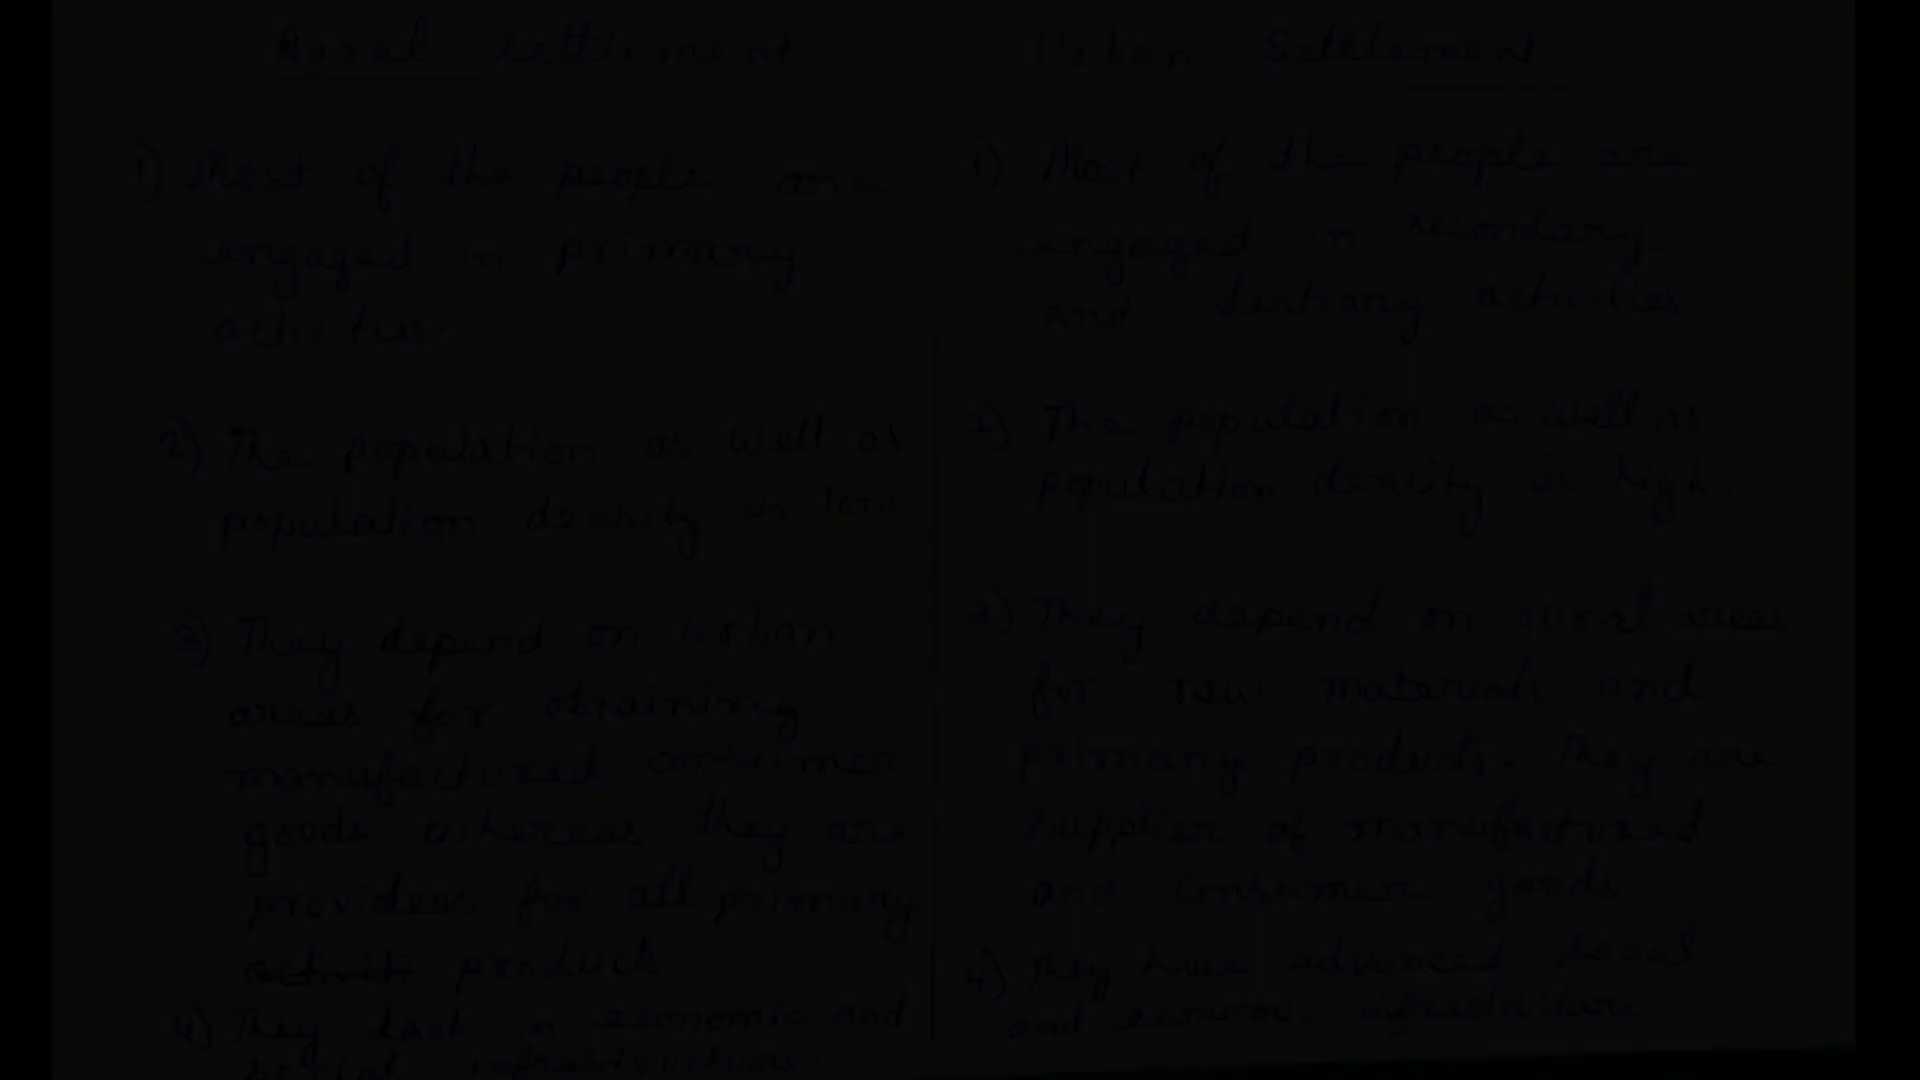 Rural settlement
1) Most of the people are
engaged in primary
activities
2) The population as well as
population density is low
3) They depend on urban
areas for obtaining
manufactured consumer
goods whereas they are
providers for all primary
activiti products
4) They lack in economic and
social infrastructure.
Urban Settlement
1) Most of the people are
engaged in secondary
and tertiary activities
2) The population as well as
population density is high.
3) They depend on rural areas
for raw materials and
primary products. They are
supplier of manufactured
and consumer goods.
4) They have advanced social
and economic infrastructure